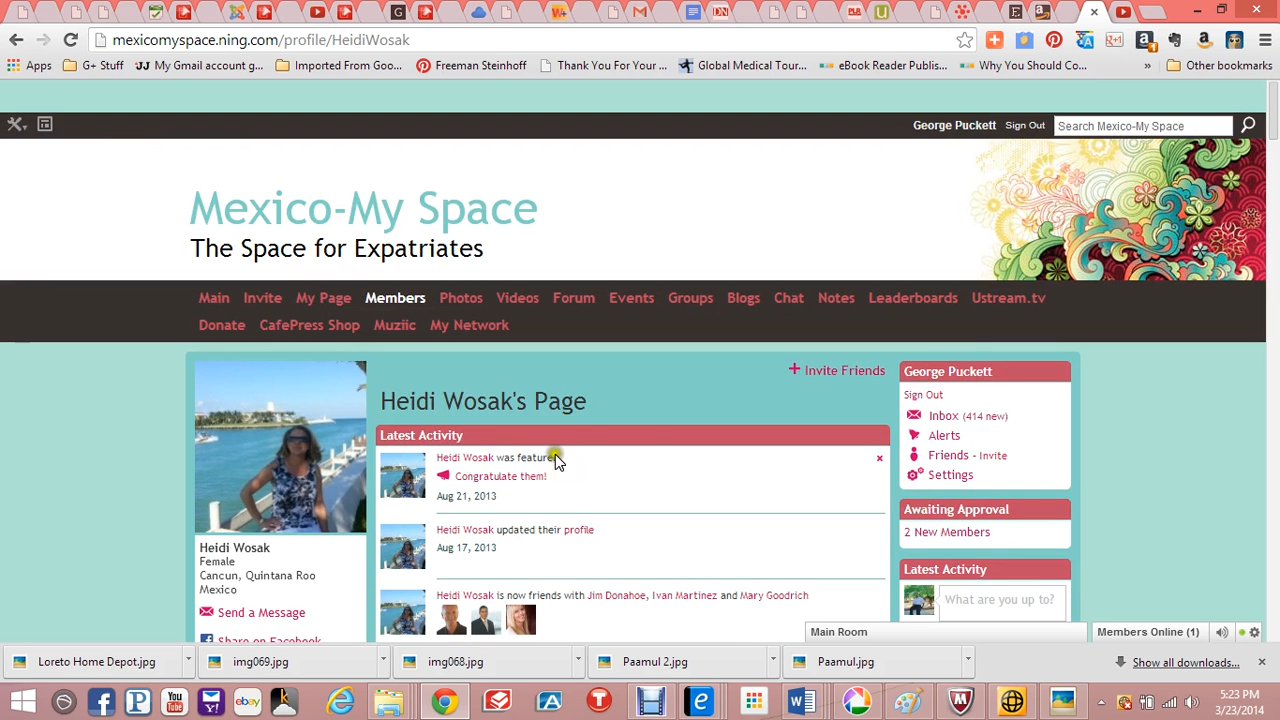 mexicomyspace.ning.com/profile/HeidiWosak
Apps G+ Stuff My Gmail account g... Imported From Goo... Freeman Steinhoff Thank You For Your ... Global Medical Tour... eBook Reader Publis... Why You Should Co... » Other bookmarks
George Puckett Sign Out Search Mexico-My Space
Mexico-My Space
The Space for Expatriates
Main Invite My Page Members Photos Videos Forum Events Groups Blogs Chat Notes Leaderboards Ustream.tv
Donate CafePress Shop Muziic My Network
+ Invite Friends
Heidi Wosak's Page
Latest Activity
Heidi Wosak was feature
Congratulate them!
Aug 21, 2013
Heidi Wosak updated their profile
Aug 17, 2013
Heidi Wosak is now friends with Jim Donahoe, Ivan Martinez and Mary Goodrich
Heidi Wosak
Female
Cancun, Quintana Roo
Mexico
Send a Message
Share on Facebook
George Puckett
Sign Out
Inbox (414 new)
Alerts
Friends - Invite
Settings
Awaiting Approval
2 New Members
Latest Activity
What are you up to?
Main Room Members Online (1)
Loreto Home Depot.jpg img069.jpg img068.jpg Paamul 2.jpg Paamul.jpg Show all downloads...
5:23 PM
3/23/2014